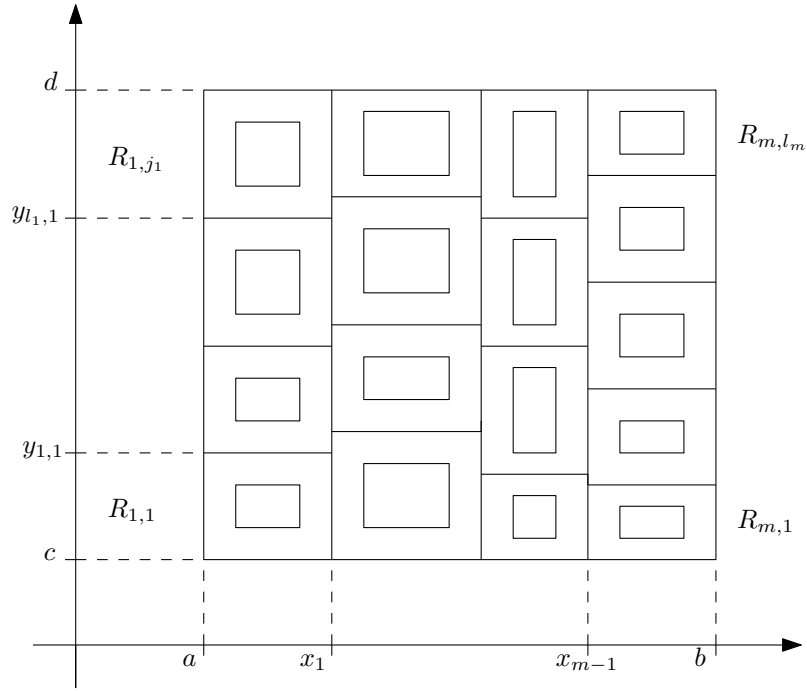 d
R_{1,j_1}
R_{m,l_m}
y_{l_1,1}
y_{1,1}
R_{1,1}
R_{m,1}
c
a
x_1
x_{m-1}
b